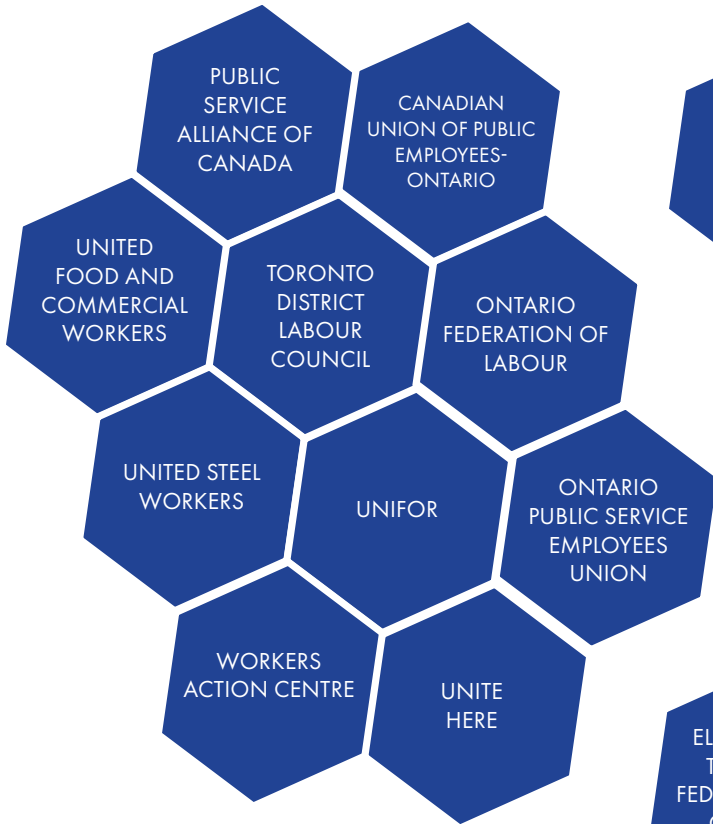 PUBLIC
SERVICE
ALLIANCE OF
CANADA
CANADIAN
UNION OF PUBLIC
EMPLOYEES-
ONTARIO
UNITED
FOOD AND
COMMERCIAL
WORKERS
TORONTO
DISTRICT
LABOUR
COUNCIL
ONTARIO
FEDERATION OF
LABOUR
UNITED STEEL
WORKERS
UNIFOR
ONTARIO
PUBLIC SERVICE
EMPLOYEES
UNION
WORKERS
ACTION CENTRE
UNITE
HERE